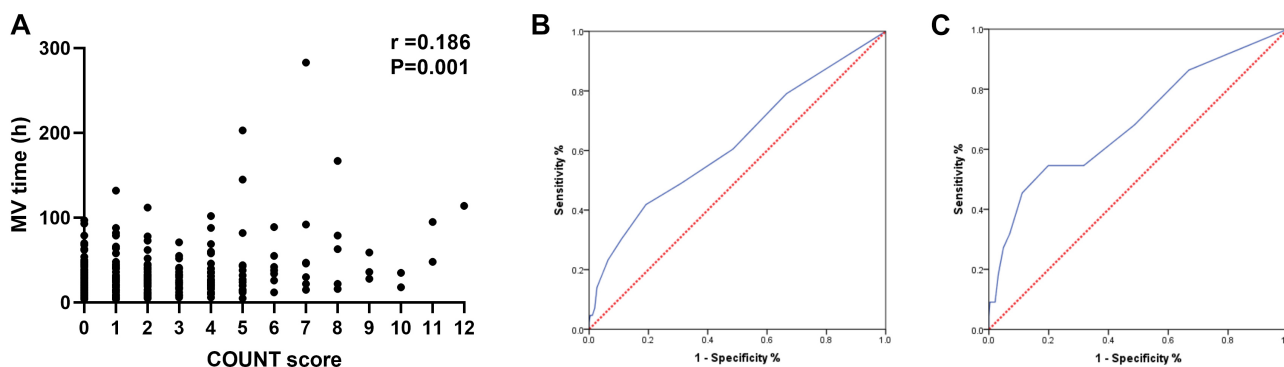 A
r =0.186
P=0.001
300
200
100
0
MV time (h)
0 1 2 3 4 5 6 7 8 9 10 11 12
COUNT score
B
1.0
0.8
0.6
0.4
0.2
0.0
Sensitivity %
0.0 0.2 0.4 0.6 0.8 1.0
1 - Specificity %
C
1.0
0.8
0.6
0.4
0.2
0.0
Sensitivity %
0.0 0.2 0.4 0.6 0.8
1 - Specificity %